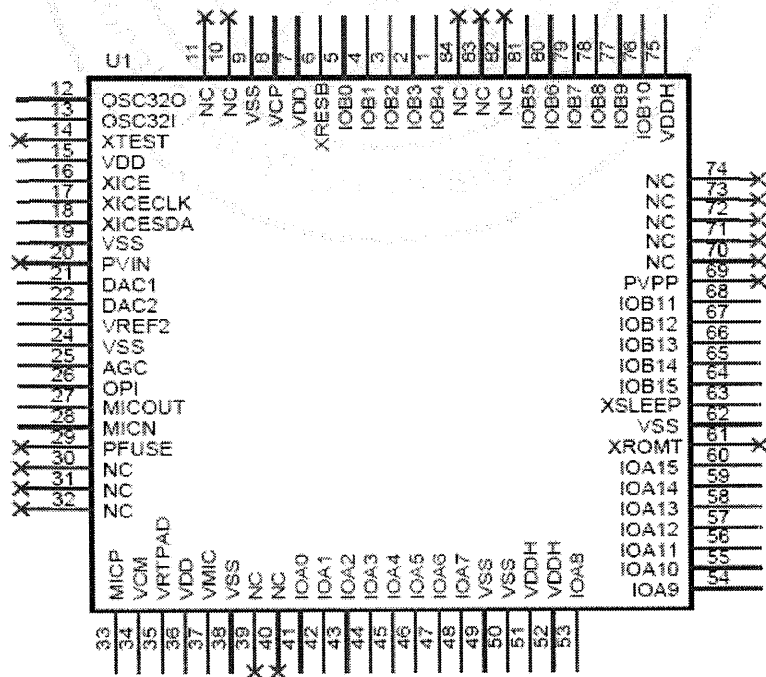 U1
11 10 9 8 7 6 5 4 3 2 1 84 83 82 81 80 79 78 77 76 75
NC NC VSS VCP VDD XRESB IOB0 IOB1 IOB2 IOB3 IOB4 NC NC NC IOB5 IOB6 IOB7 IOB8 IOB9 IOB10 VDDH
12 OSC32O
13 OSC32I
14 XTEST
15 VDD
16 XICE
17 XICECLK
18 XICESDA
19 VSS
20 PVIN
21 DAC1
22 DAC2
23 VREF2
24 VSS
25 AGC
26 OPI
27 MICOUT
28 MICN
29 PFUSE
30 NC
31 NC
32 NC
NC 74
NC 73
NC 72
NC 71
NC 70
PVPP 69
IOB11 68
IOB12 67
IOB13 66
IOB14 65
IOB15 64
XSLEEP 63
VSS 62
XROMT 61
IOA15 60
IOA14 59
IOA13 58
IOA12 57
IOA11 56
IOA10 55
IOA9 54
MICP VCM VRTPAD VDD VMIC VSS NC NC IOA0 IOA1 IOA2 IOA3 IOA4 IOA5 IOA6 IOA7 VSS VSS VDDH VDDH IOA8
33 34 35 36 37 38 39 40 41 42 43 44 45 46 47 48 49 50 51 52 53